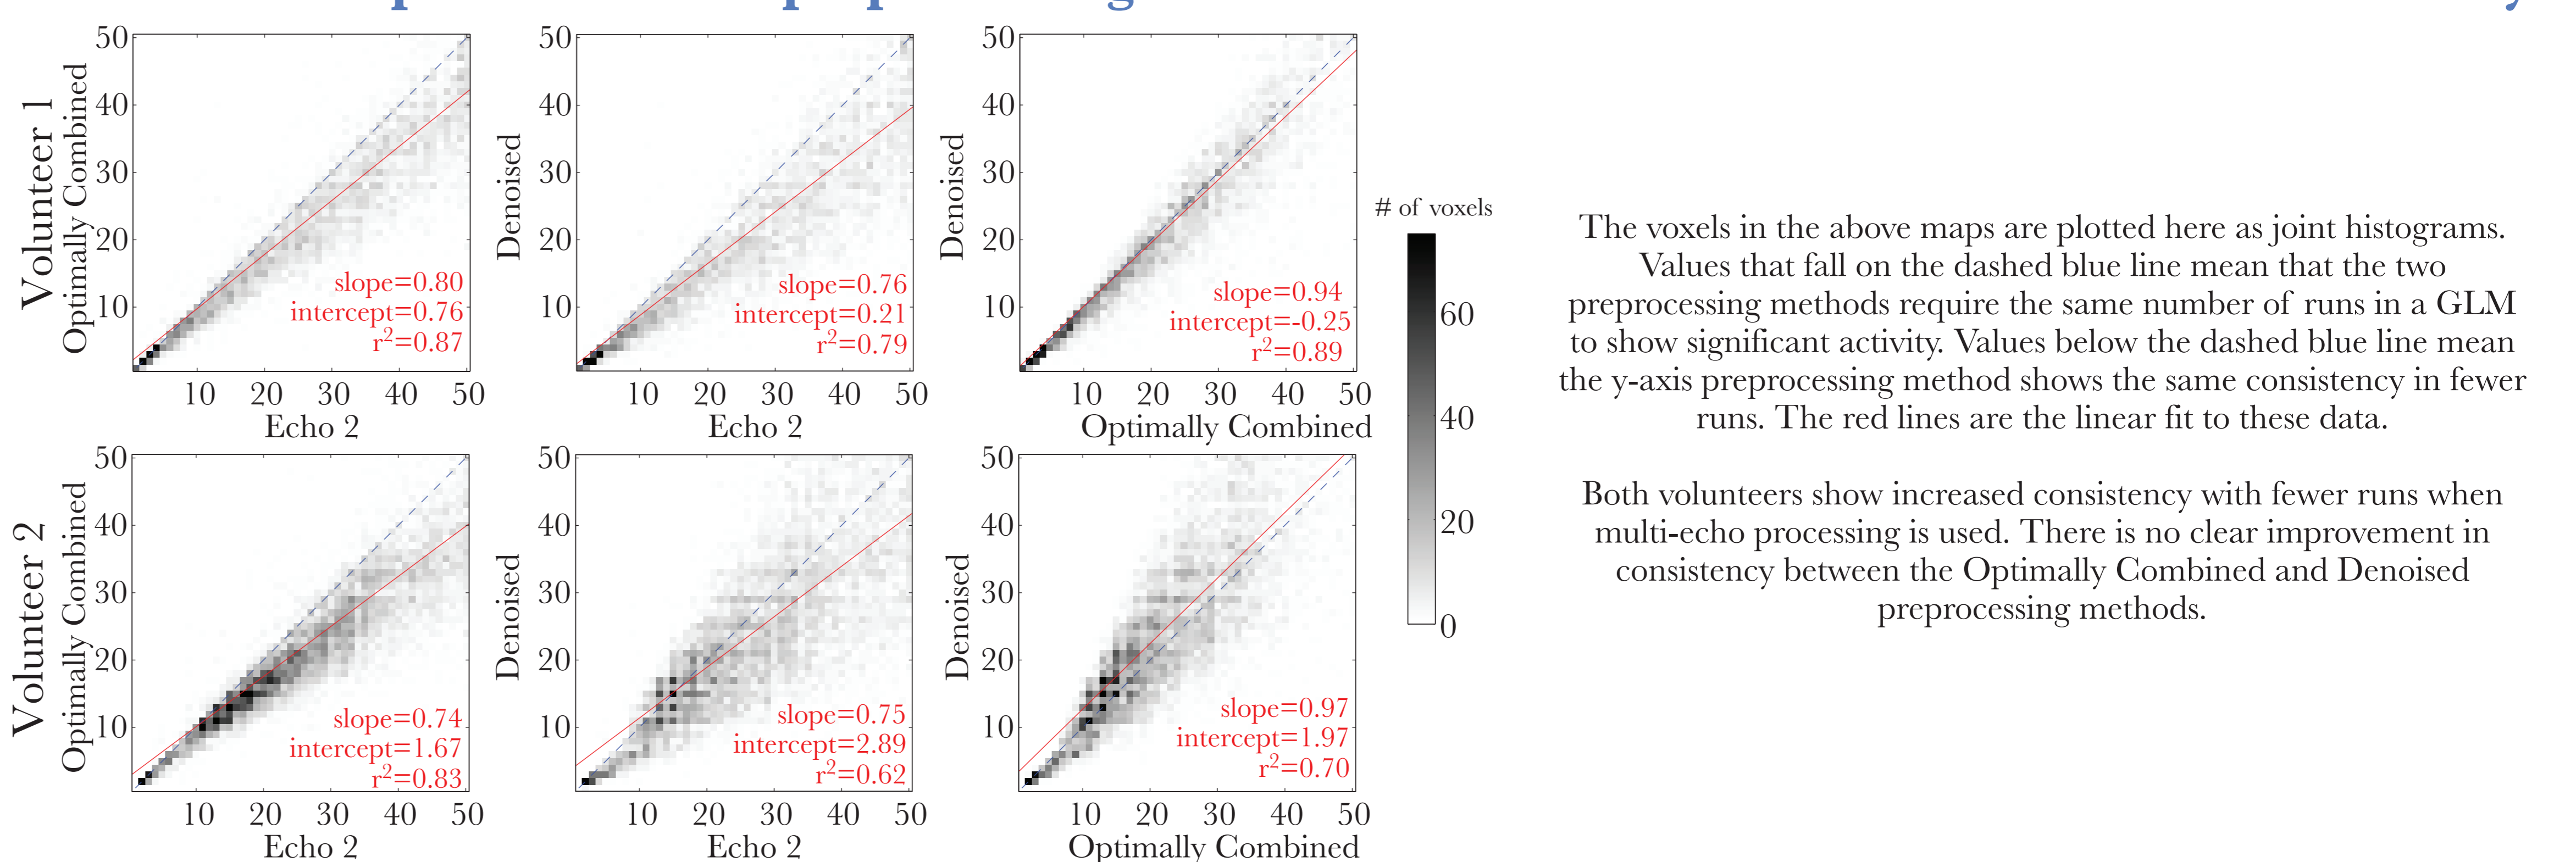 Volunteer 1
Optimally Combined
50
40
30
20
10
slope=0.80
intercept=0.76
r²=0.87
10 20 30 40 50
Echo 2
Denoised
50
40
30
20
10
slope=0.76
intercept=0.21
r²=0.79
10 20 30 40 50
Echo 2
Denoised
50
40
30
20
10
slope=0.94
intercept=-0.25
r²=0.89
10 20 30 40 50
Optimally Combined
Volunteer 2
Optimally Combined
50
40
30
20
10
slope=0.74
intercept=1.67
r²=0.83
10 20 30 40 50
Echo 2
Denoised
50
40
30
20
10
slope=0.75
intercept=2.89
r²=0.62
10 20 30 40 50
Echo 2
Denoised
50
40
30
20
10
slope=0.97
intercept=1.97
r²=0.70
10 20 30 40 50
Optimally Combined
# of voxels
60
40
20
0
The voxels in the above maps are plotted here as joint histograms.
Values that fall on the dashed blue line mean that the two
preprocessing methods require the same number of runs in a GLM
to show significant activity. Values below the dashed blue line mean
the y-axis preprocessing method shows the same consistency in fewer
runs. The red lines are the linear fit to these data.
Both volunteers show increased consistency with fewer runs when
multi-echo processing is used. There is no clear improvement in
consistency between the Optimally Combined and Denoised
preprocessing methods.